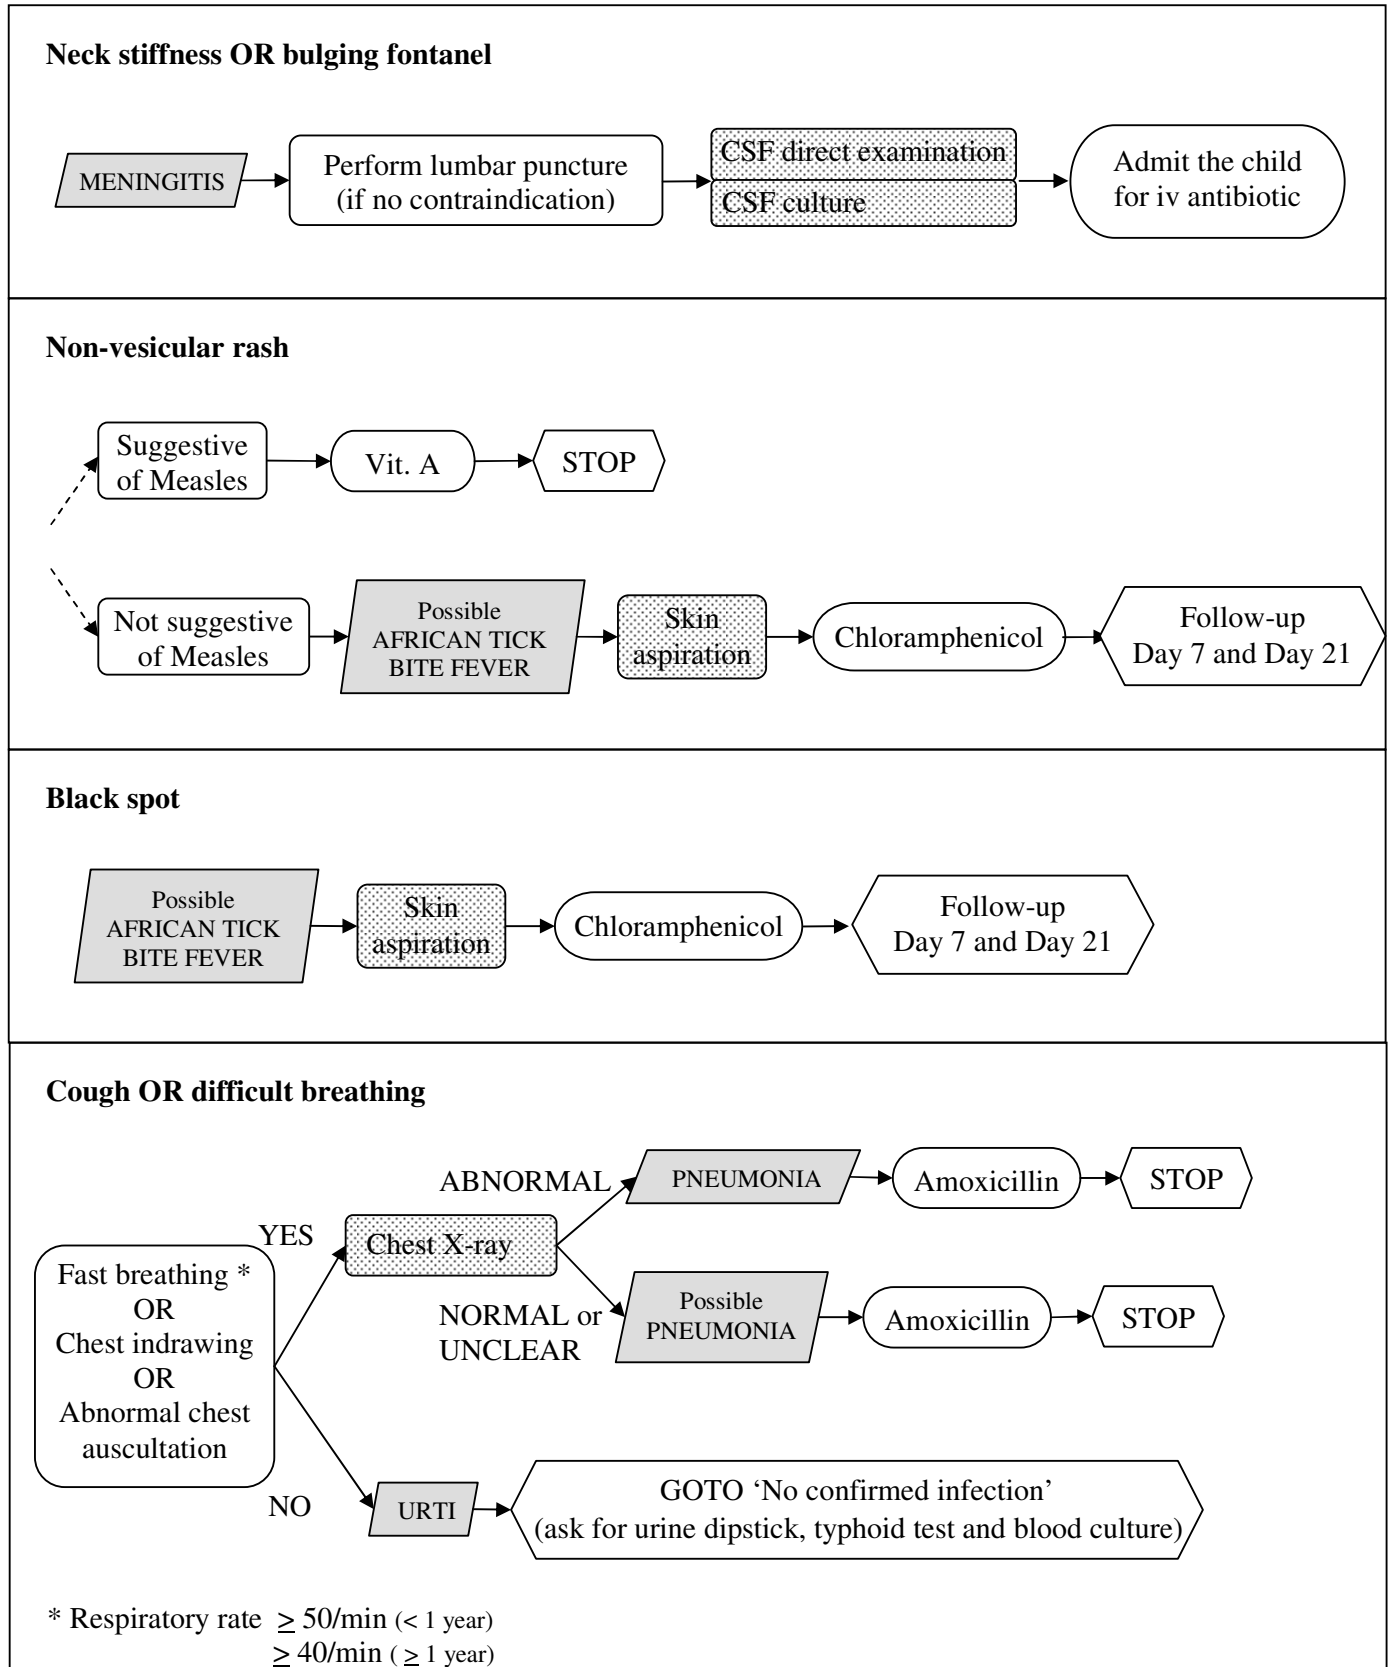 Neck stiffness OR bulging fontanel
MENINGITIS
Perform lumbar puncture
(if no contraindication)
CSF direct examination
CSF culture
Admit the child
for iv antibiotic
Non-vesicular rash
Suggestive
of Measles
Vit. A
STOP
Not suggestive
of Measles
Possible
AFRICAN TICK
BITE FEVER
Skin
aspiration
Chloramphenicol
Follow-up
Day 7 and Day 21
Black spot
Possible
AFRICAN TICK
BITE FEVER
Skin
aspiration
Chloramphenicol
Follow-up
Day 7 and Day 21
Cough OR difficult breathing
Fast breathing *
OR
Chest indrawing
OR
Abnormal chest
auscultation
YES
Chest X-ray
ABNORMAL
PNEUMONIA
Amoxicillin
STOP
NORMAL or
UNCLEAR
Possible
PNEUMONIA
Amoxicillin
STOP
NO
URTI
GOTO ‘No confirmed infection’
(ask for urine dipstick, typhoid test and blood culture)
* Respiratory rate ≥ 50/min (< 1 year)
≥ 40/min ( ≥ 1 year)